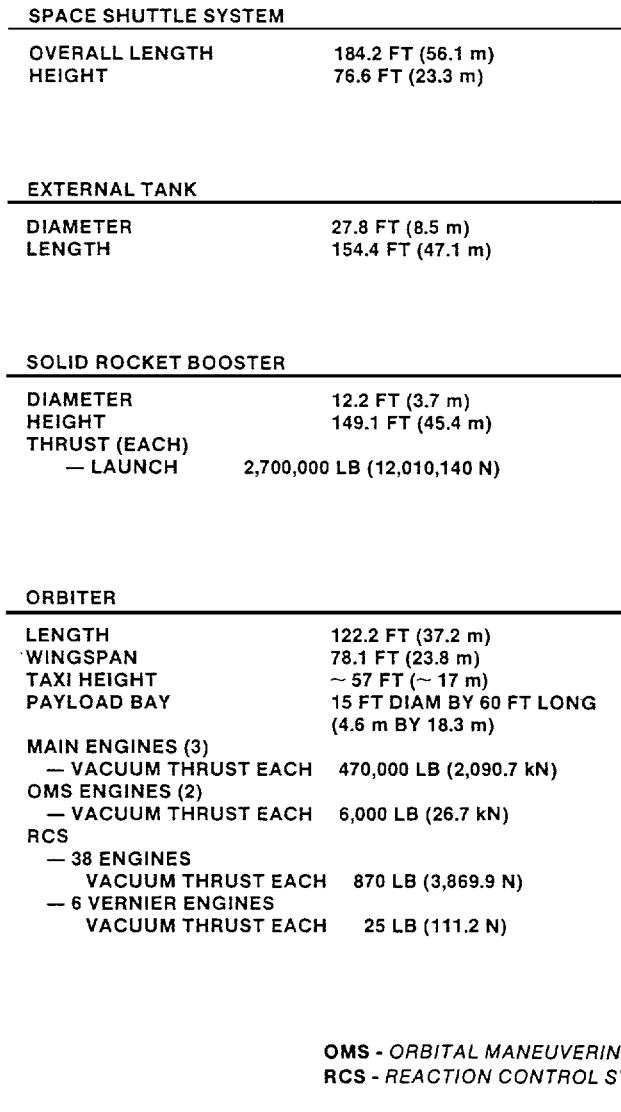 SPACE SHUTTLE SYSTEM
OVERALL LENGTH 184.2 FT (56.1 m)
HEIGHT 76.6 FT (23.3 m)
EXTERNAL TANK
DIAMETER 27.8 FT (8.5 m)
LENGTH 154.4 FT (47.1 m)
SOLID ROCKET BOOSTER
DIAMETER 12.2 FT (3.7 m)
HEIGHT 149.1 FT (45.4 m)
THRUST (EACH)
— LAUNCH 2,700,000 LB (12,010,140 N)
ORBITER
LENGTH 122.2 FT (37.2 m)
WINGSPAN 78.1 FT (23.8 m)
TAXI HEIGHT ~ 57 FT (~ 17 m)
PAYLOAD BAY 15 FT DIAM BY 60 FT LONG
(4.6 m BY 18.3 m)
MAIN ENGINES (3)
— VACUUM THRUST EACH 470,000 LB (2,090.7 kN)
OMS ENGINES (2)
— VACUUM THRUST EACH 6,000 LB (26.7 kN)
RCS
— 38 ENGINES
VACUUM THRUST EACH 870 LB (3,869.9 N)
— 6 VERNIER ENGINES
VACUUM THRUST EACH 25 LB (111.2 N)
OMS - ORBITAL MANEUVERIN
RCS - REACTION CONTROL S